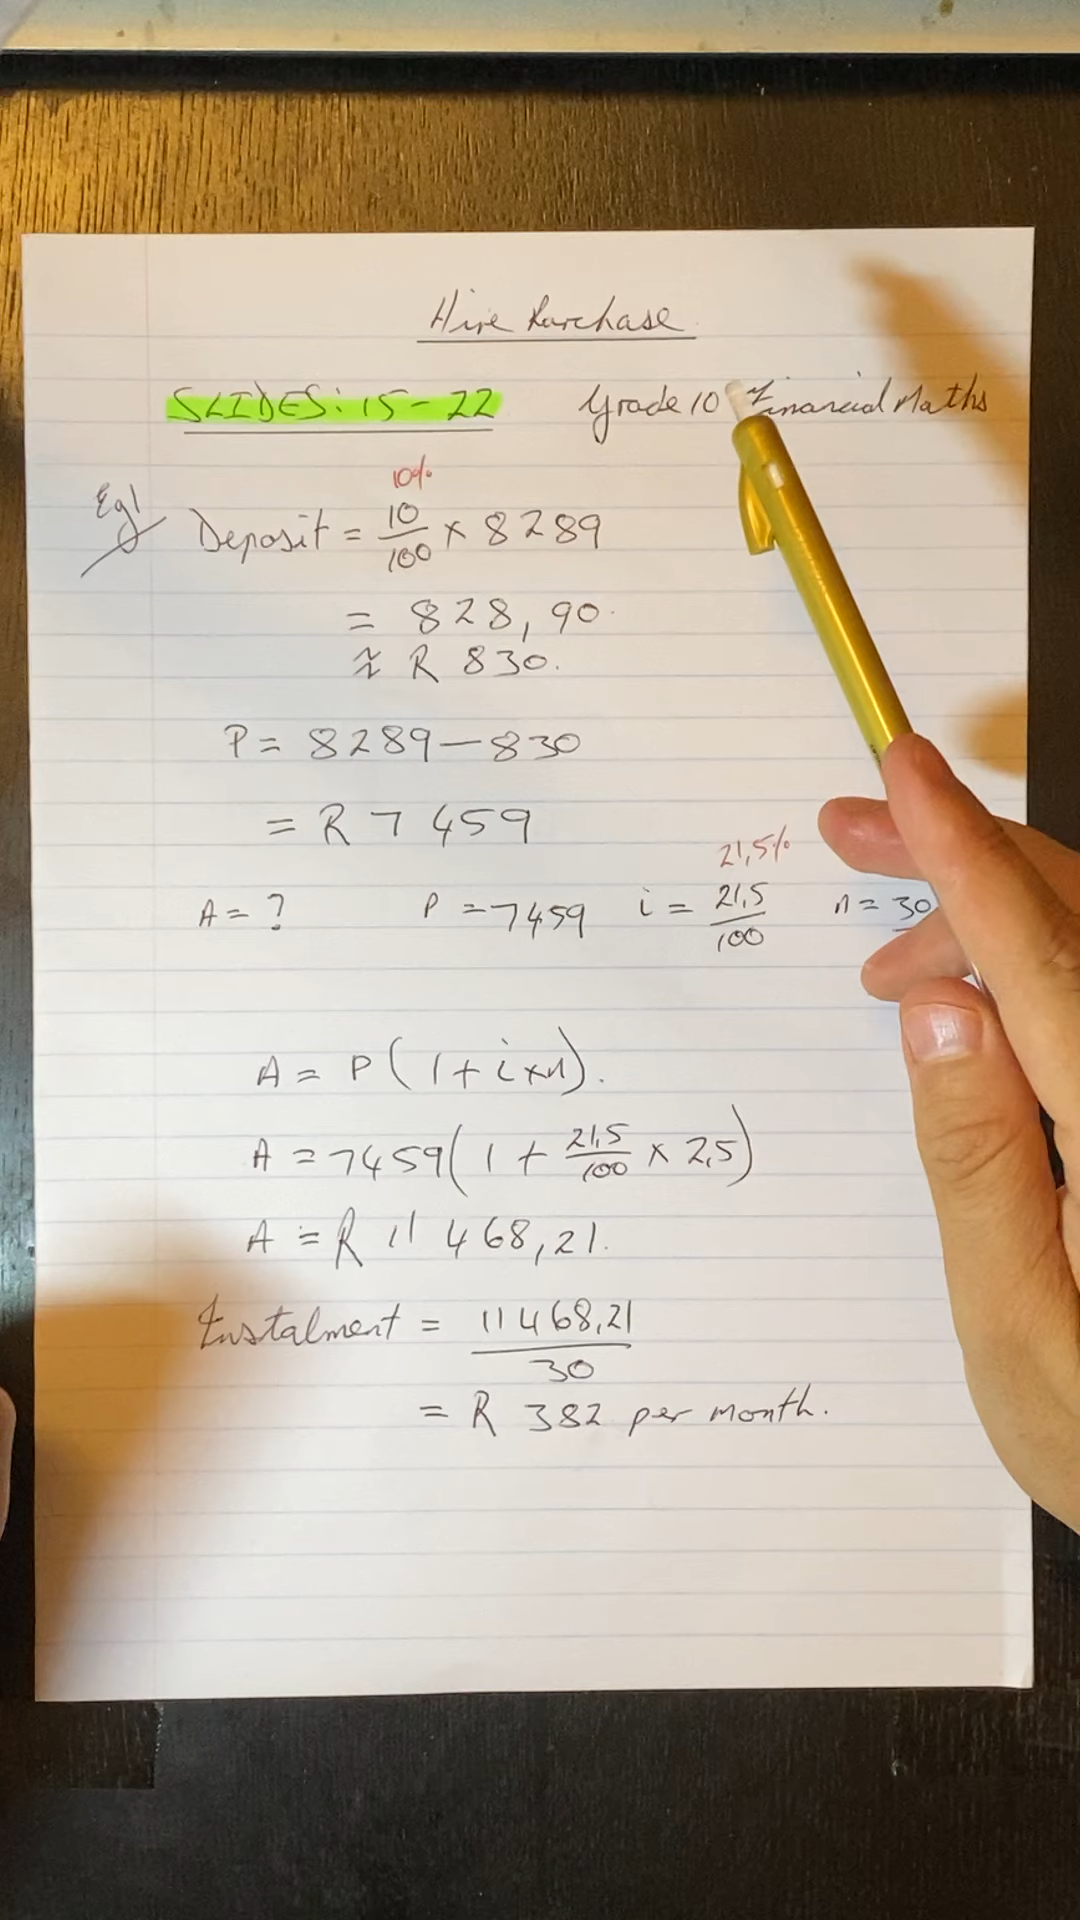 Hire Purchase
SLIDES: 15-22 Grade 10 Financial Maths
10%
Eg1 Deposit = 10/100 × 8289
= 828,90
≈ R 830.
P = 8289 - 830
= R 7 459
21,5%
A = ? P = 7459 i = 21,5/100 n = 30
A = P(1 + i×n).
A = 7459(1 + 21,5/100 × 2,5)
A = R 11 468,21.
Instalment = 11468,21/30
= R 382 per month.